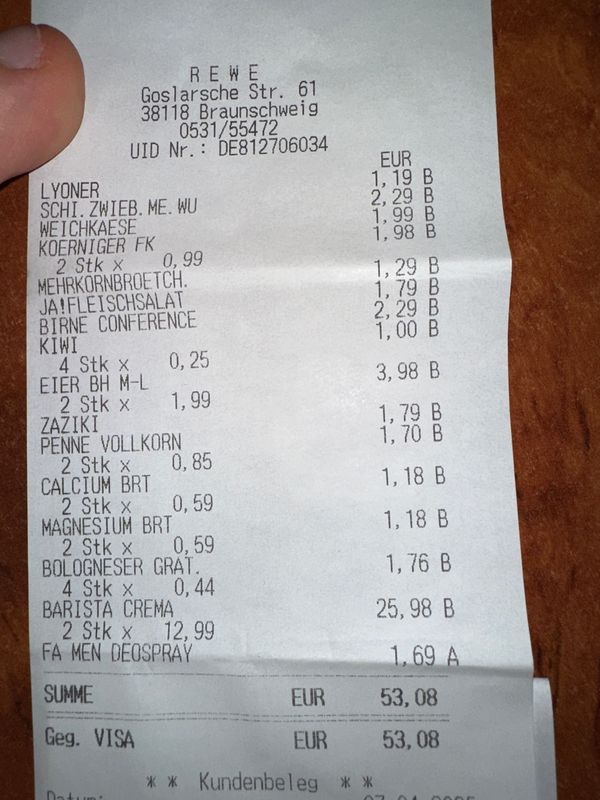 R E W E
Goslarsche Str. 61
38118 Braunschweig
0531/55472
UID Nr.: DE812706034
EUR
LYONER 1,19 B
SCHI.ZWIEB.ME.WU 2,29 B
WEICHKAESE 1,99 B
KOERNIGER FK 1,98 B
2 Stk x 0,99
MEHRKORNBROETCH. 1,29 B
JA!FLEISCHSALAT 1,79 B
BIRNE CONFERENCE 2,29 B
KIWI 1,00 B
4 Stk x 0,25
EIER BH M-L 3,98 B
2 Stk x 1,99
ZAZIKI 1,79 B
PENNE VOLLKORN 1,70 B
2 Stk x 0,85
CALCIUM BRT 1,18 B
2 Stk x 0,59
MAGNESIUM BRT 1,18 B
2 Stk x 0,59
BOLOGNESER GRAT. 1,76 B
4 Stk x 0,44
BARISTA CREMA 25,98 B
2 Stk x 12,99
FA MEN DEOSPRAY 1,69 A
SUMME EUR 53,08
Geg. VISA EUR 53,08
* * Kundenbeleg * *
Datum: